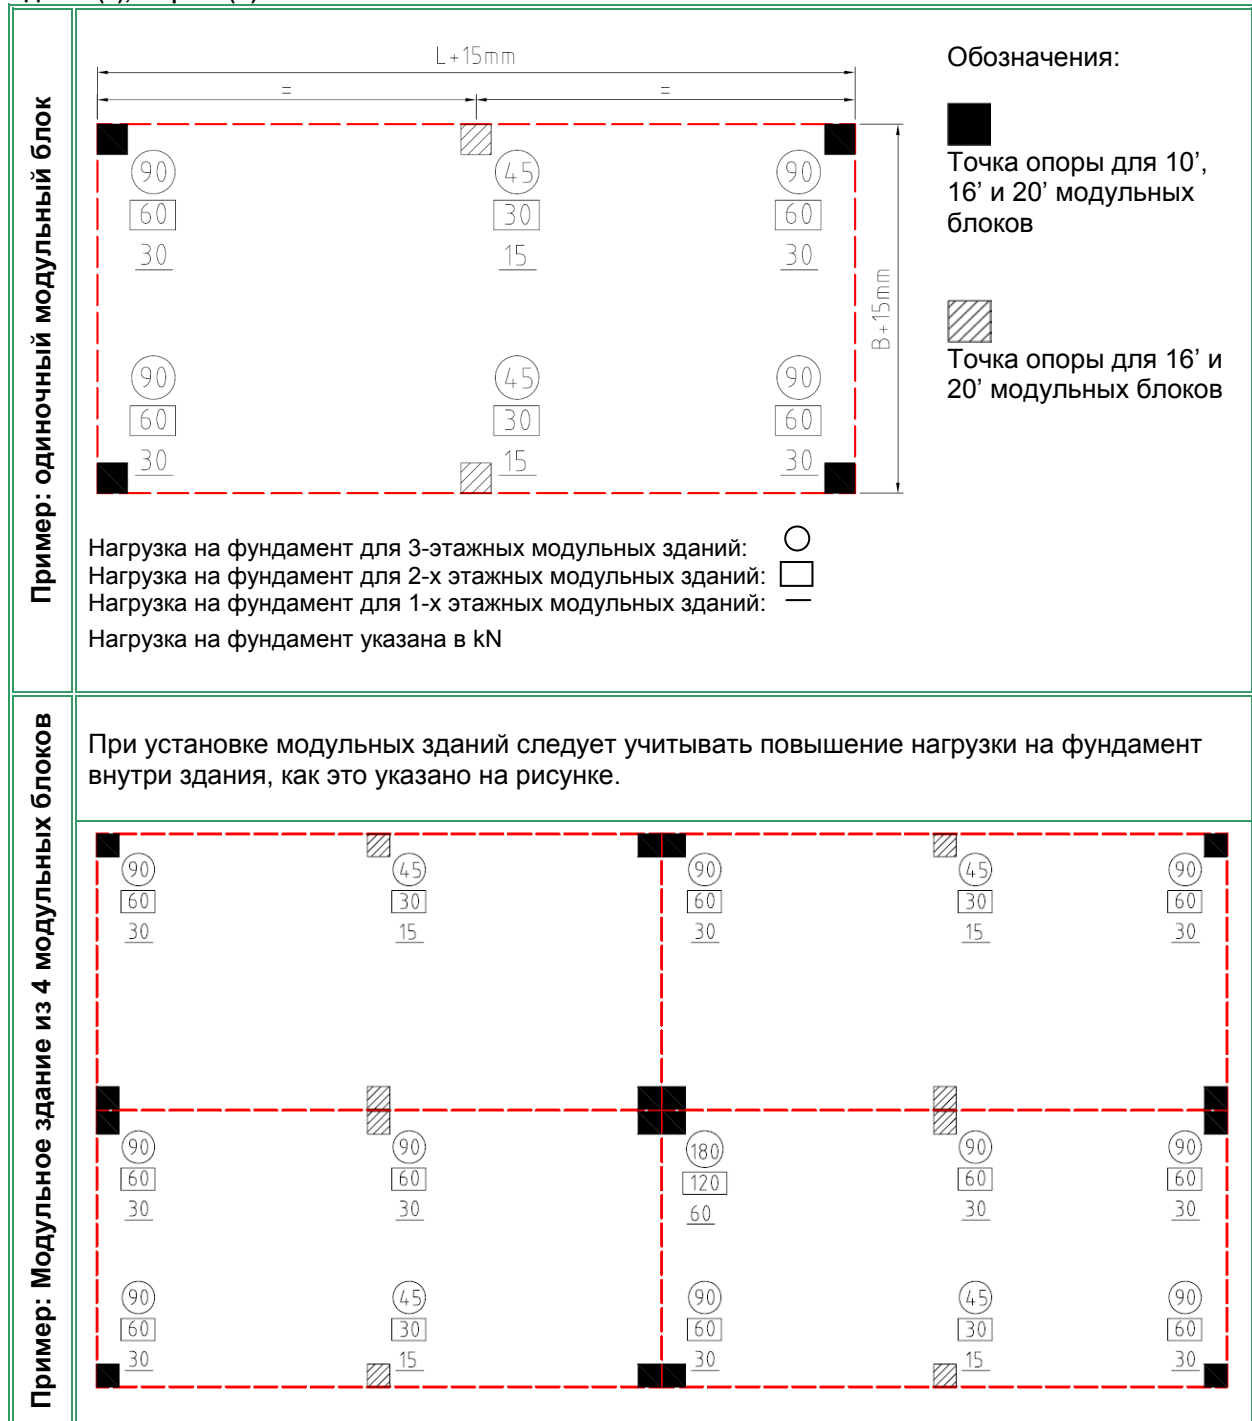 Пример: одиночный модульный блок
L+15mm
= =
B+15mm
90 45 90
60 30 60
30 15 30
90 45 90
60 30 60
30 15 30
Обозначения:
Точка опоры для 10’,
16’ и 20’ модульных
блоков
Точка опоры для 16’ и
20’ модульных блоков
Нагрузка на фундамент для 3-этажных модульных зданий:
Нагрузка на фундамент для 2-х этажных модульных зданий:
Нагрузка на фундамент для 1-х этажных модульных зданий:
Нагрузка на фундамент указана в kN
Пример: Модульное здание из 4 модульных блоков
При установке модульных зданий следует учитывать повышение нагрузки на фундамент
внутри здания, как это указано на рисунке.
90 45 90 45 90
60 30 60 30 60
30 15 30 15 30
90 90 180 90 90
60 60 120 60 60
30 30 60 30 30
90 45 90 45 90
60 30 60 30 60
30 15 30 15 30